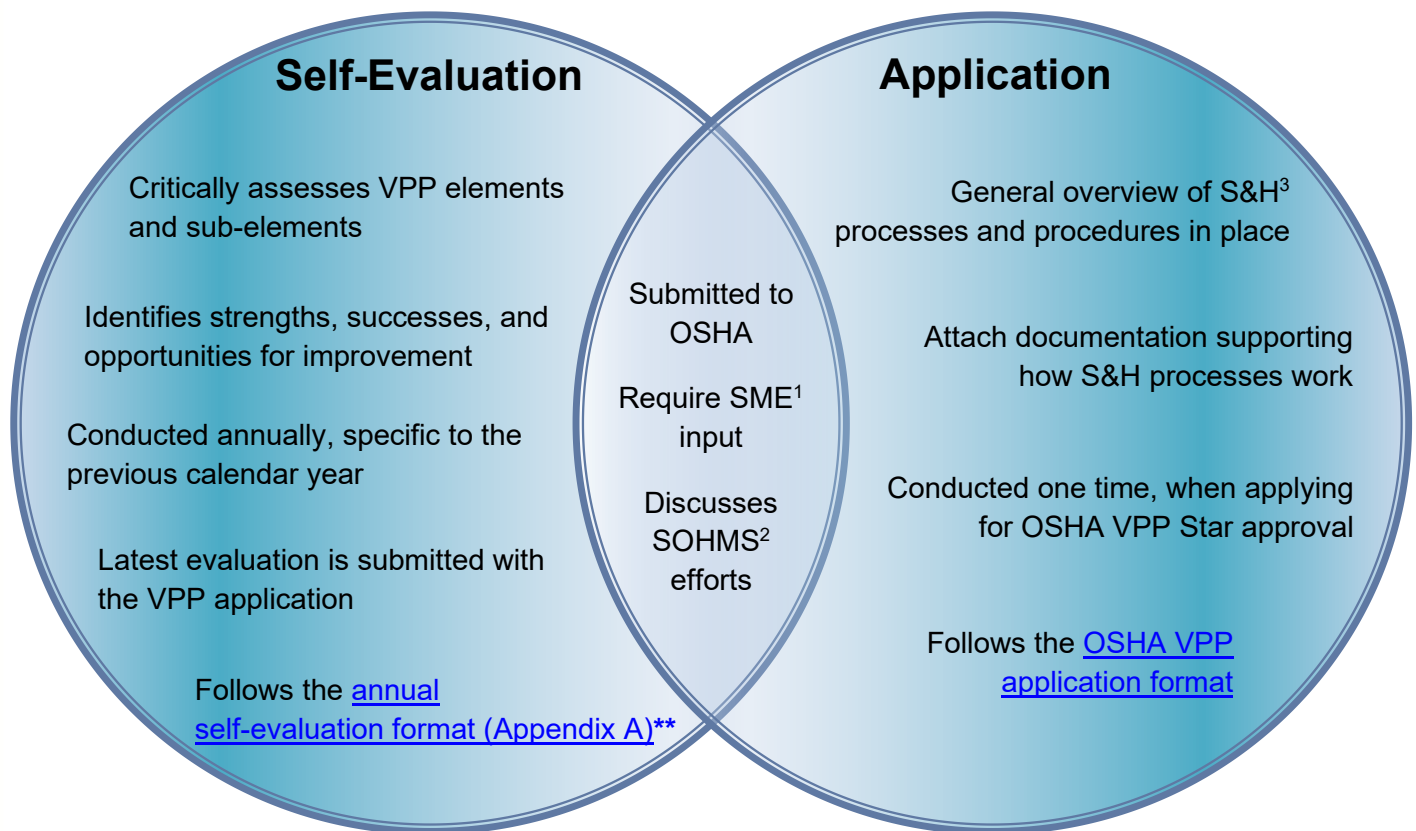 Self-Evaluation
Critically assesses VPP elements
and sub-elements
Identifies strengths, successes, and
opportunities for improvement
Conducted annually, specific to the
previous calendar year
Latest evaluation is submitted with
the VPP application
Follows the annual
self-evaluation format (Appendix A)**
Submitted to
OSHA
Require SME¹
input
Discusses
SOHMS²
efforts
Application
General overview of S&H³
processes and procedures in place
Attach documentation supporting
how S&H processes work
Conducted one time, when applying
for OSHA VPP Star approval
Follows the OSHA VPP
application format